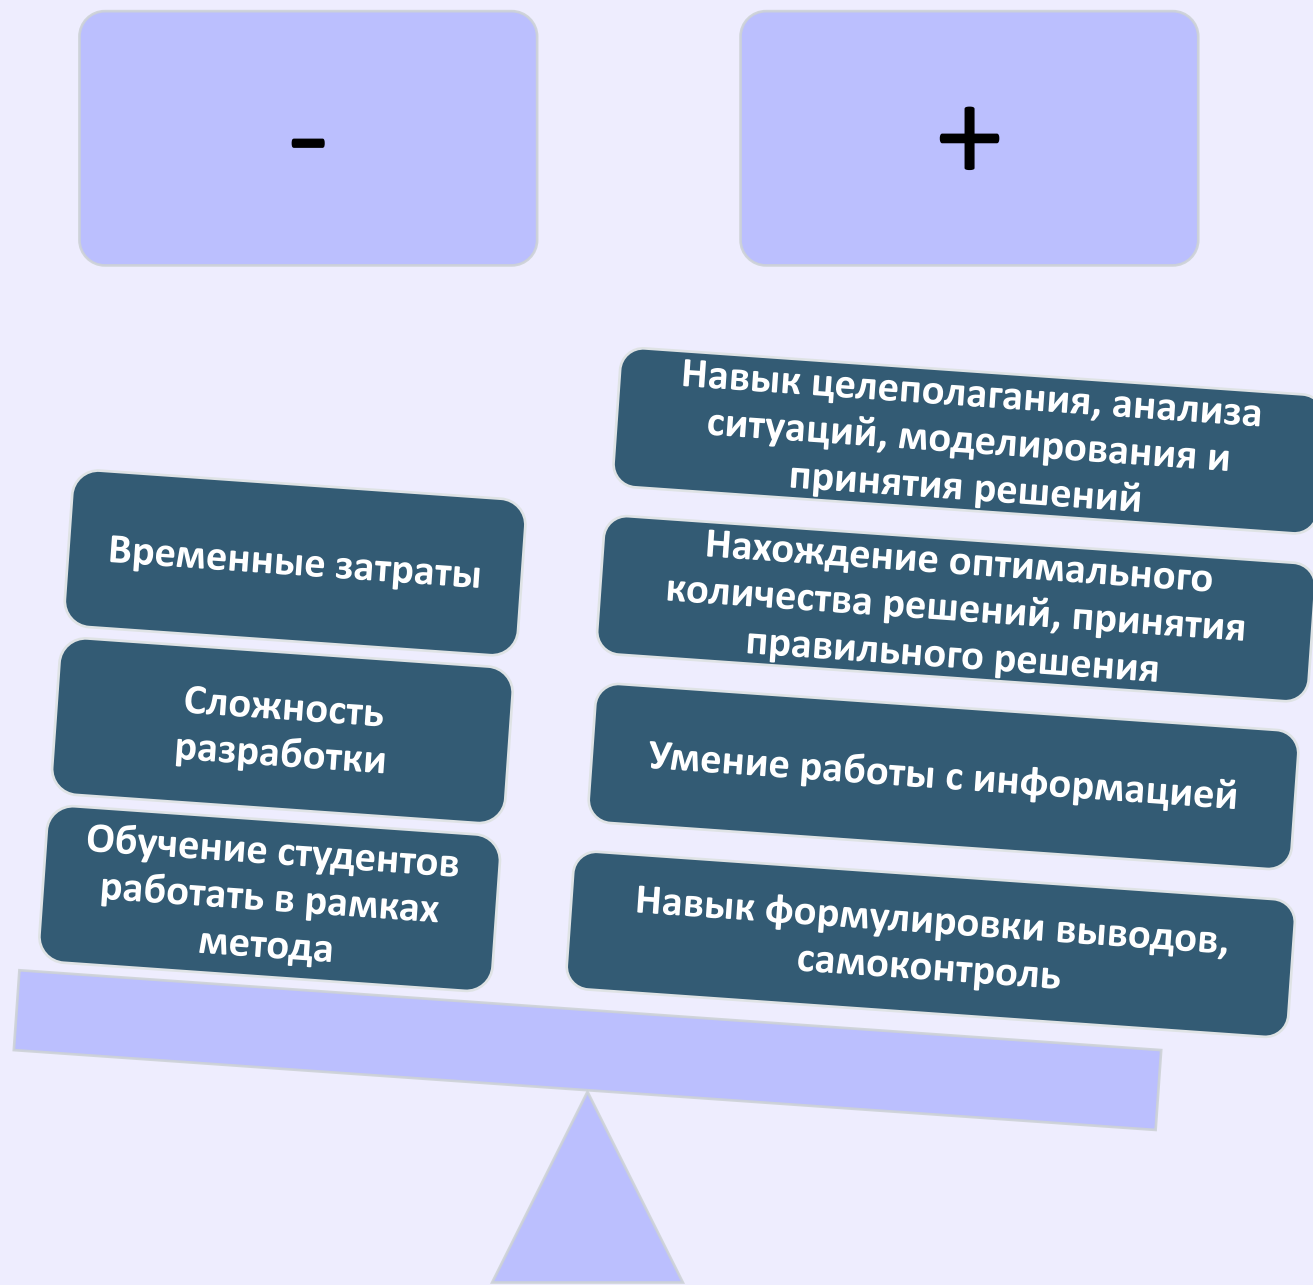 -
+
Временные затраты
Сложность
разработки
Обучение студентов
работать в рамках
метода
Навык целеполагания, анализа
ситуаций, моделирования и
принятия решений
Нахождение оптимального
количества решений, принятия
правильного решения
Умение работы с информацией
Навык формулировки выводов,
самоконтроль